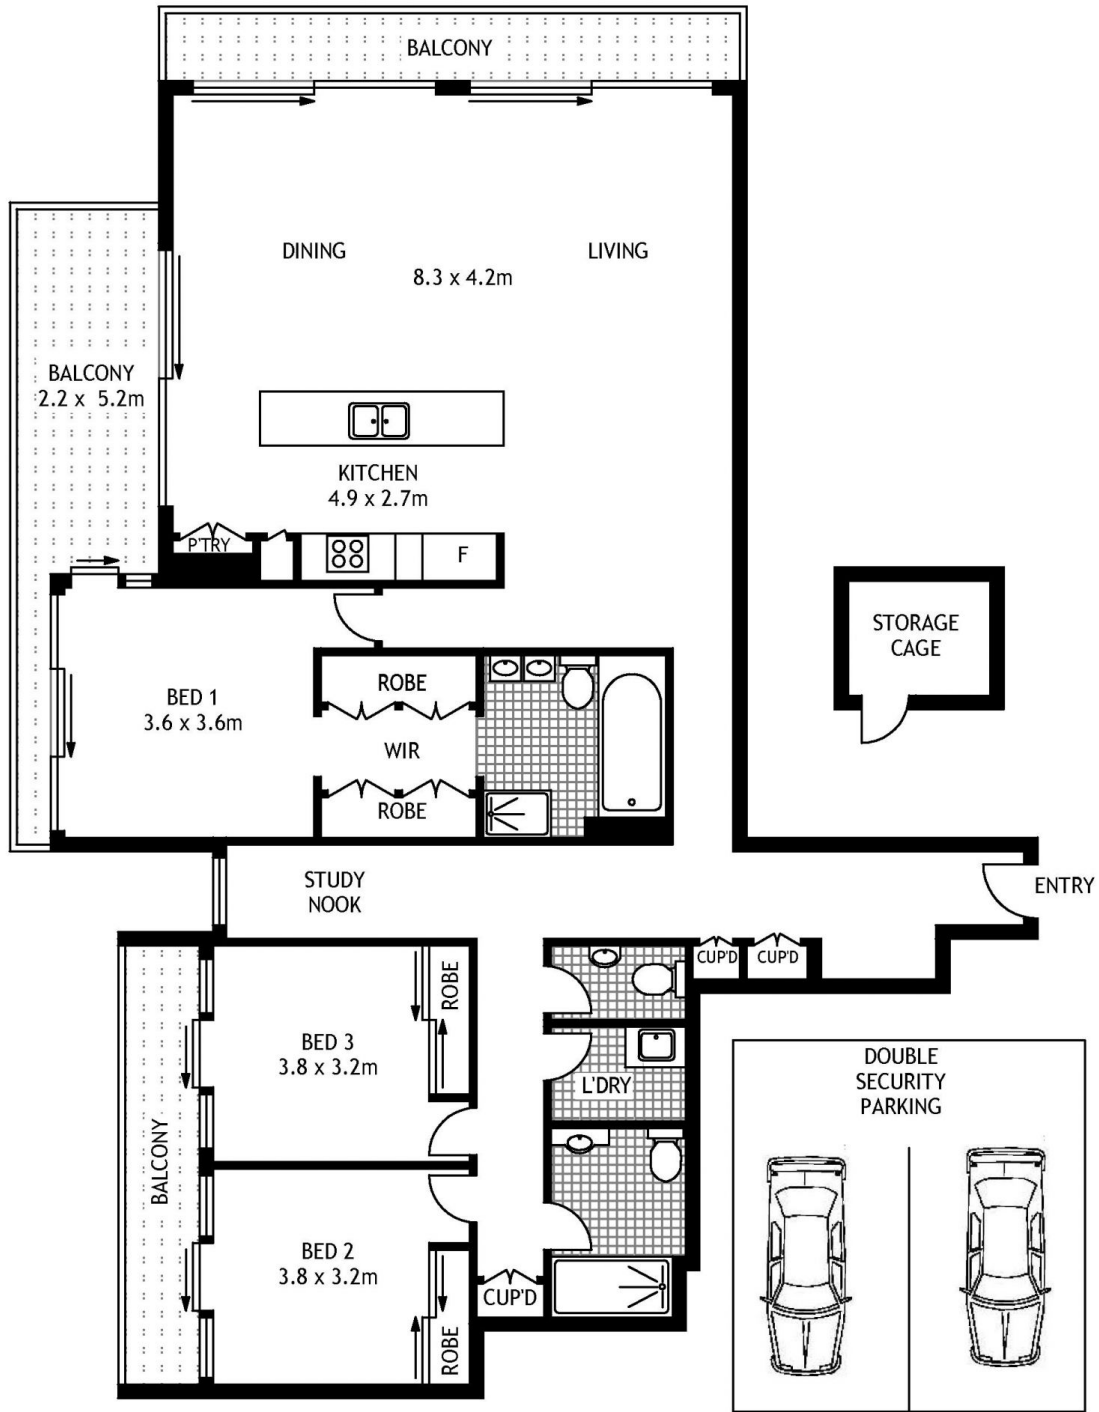 BALCONY
DINING
LIVING
8.3 x 4.2m
BALCONY
2.2 x 5.2m
KITCHEN
4.9 x 2.7m
P'TRY
F
STORAGE
CAGE
ROBE
BED 1
3.6 x 3.6m
WIR
ROBE
STUDY
NOOK
ENTRY
CUP'D
CUP'D
ROBE
BED 3
3.8 x 3.2m
L'DRY
DOUBLE
SECURITY
PARKING
BALCONY
BED 2
3.8 x 3.2m
CUP'D
ROBE